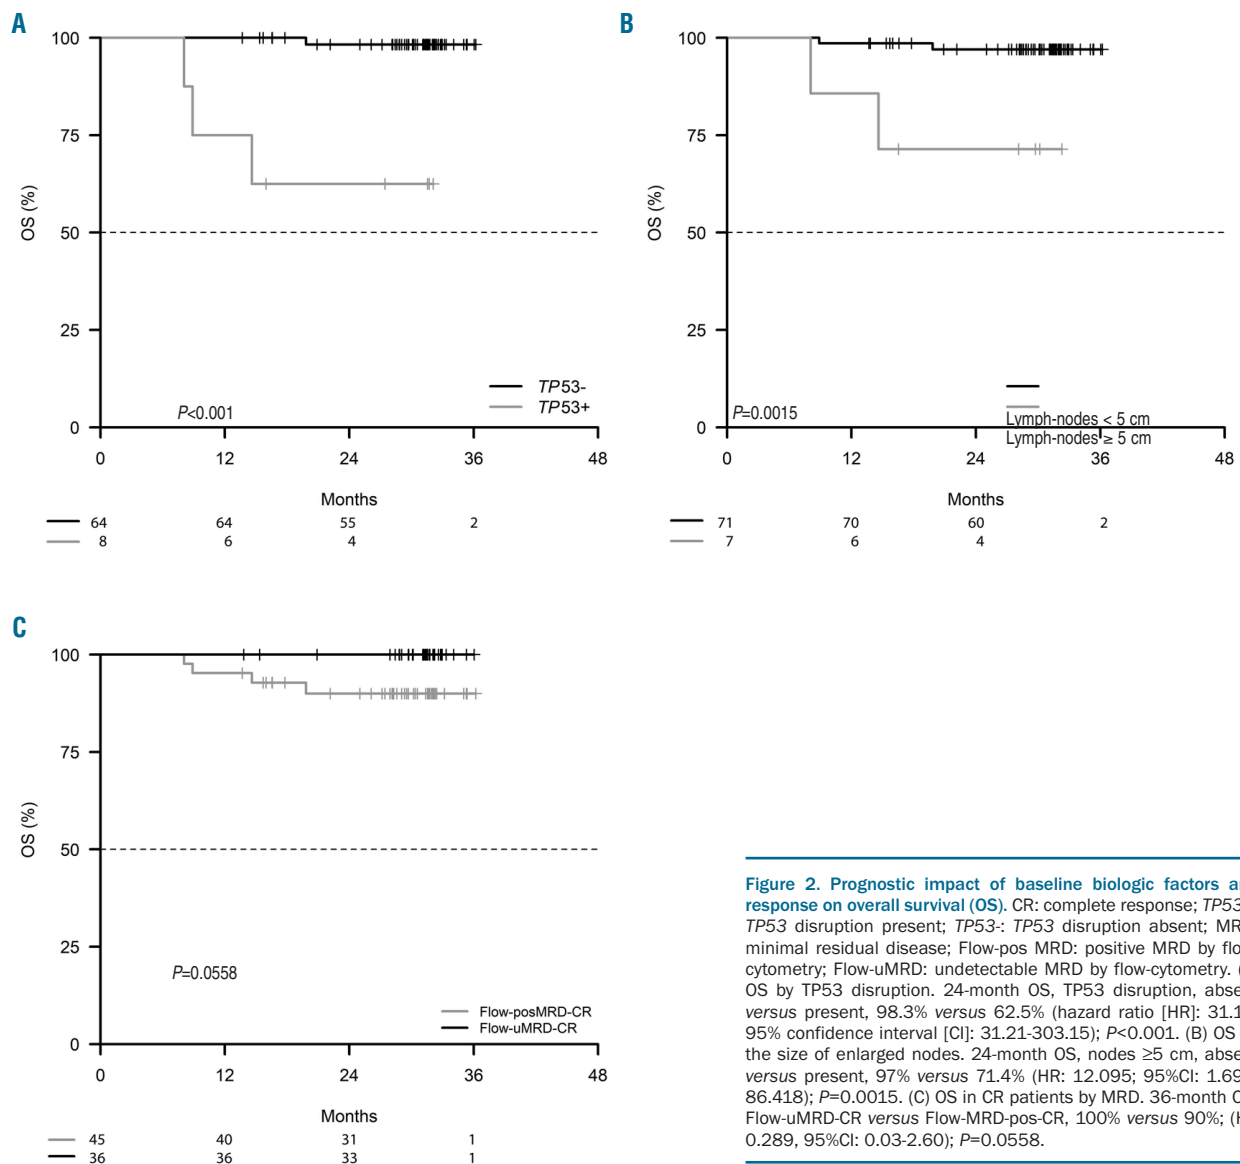 A
100
75
50
25
0
OS (%)
P<0.001
TP53-
TP53+
0 12 24 36 48
Months
64 64 55 2
8 6 4
B
100
75
50
25
0
OS (%)
P=0.0015
Lymph-nodes < 5 cm
Lymph-nodes ≥ 5 cm
0 12 24 36 48
Months
71 70 60 2
7 6 4
C
100
75
50
25
0
OS (%)
P=0.0558
Flow-posMRD-CR
Flow-uMRD-CR
0 12 24 36 48
Months
45 40 31 1
36 36 33 1
Figure 2. Prognostic impact of baseline biologic factors
response on overall survival (OS). CR: complete response; TP53
TP53 disruption present; TP53-: TP53 disruption absent;
minimal residual disease; Flow-pos MRD: positive MRD by
cytometry; Flow-uMRD: undetectable MRD by flow-cytometry.
OS by TP53 disruption. 24-month OS, TP53 disruption,
versus present, 98.3% versus 62.5% (hazard ratio [HR]:
95% confidence interval [CI]: 31.21-303.15); P<0.001. (B) OS
the size of enlarged nodes. 24-month OS, nodes ≥5 cm,
versus present, 97% versus 71.4% (HR: 12.095; 95%CI:
86.418); P=0.0015. (C) OS in CR patients by MRD. 36-month
Flow-uMRD-CR versus Flow-MRD-pos-CR, 100% versus 90%;
0.289, 95%CI: 0.03-2.60); P=0.0558.